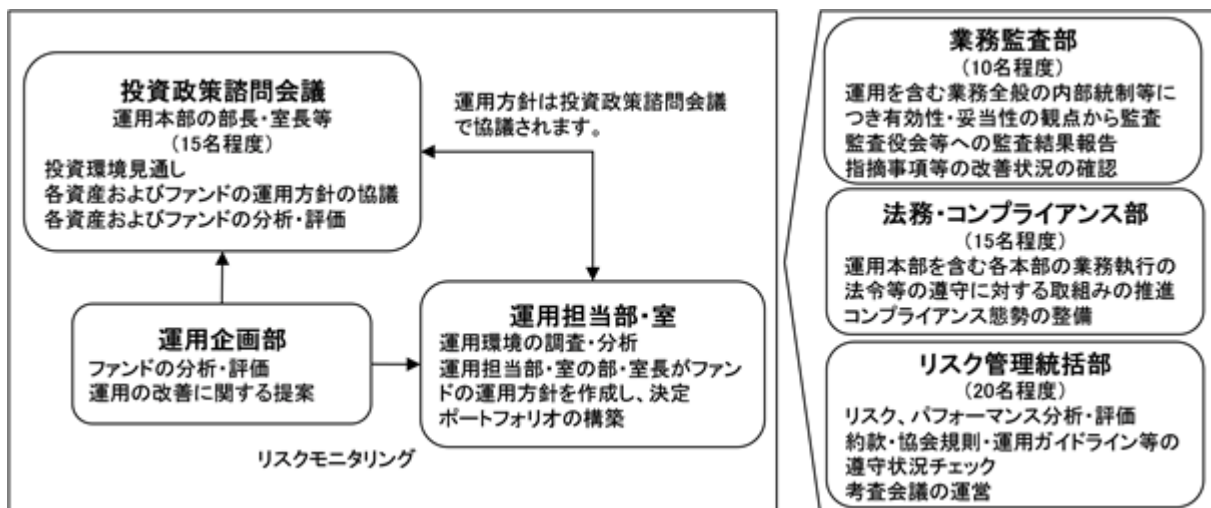 投資政策諮問会議
運用本部の部長・室長等
(15名程度)
投資環境見通し
各資産およびファンドの運用方針の協議
各資産およびファンドの分析・評価
運用方針は投資政策諮問会議
で協議されます。
運用企画部
ファンドの分析・評価
運用の改善に関する提案
運用担当部・室
運用環境の調査・分析
運用担当部・室の部・室長がファン
ドの運用方針を作成し、決定
ポートフォリオの構築
リスクモニタリング
業務監査部
(10名程度)
運用を含む業務全般の内部統制等に
つき有効性・妥当性の観点から監査
監査役会等への監査結果報告
指摘事項等の改善状況の確認
法務・コンプライアンス部
(15名程度)
運用本部を含む各本部の業務執行の
法令等の遵守に対する取組みの推進
コンプライアンス態勢の整備
リスク管理統括部
(20名程度)
リスク、パフォーマンス分析・評価
約款・協会規則・運用ガイドライン等の
遵守状況チェック
考査会議の運営